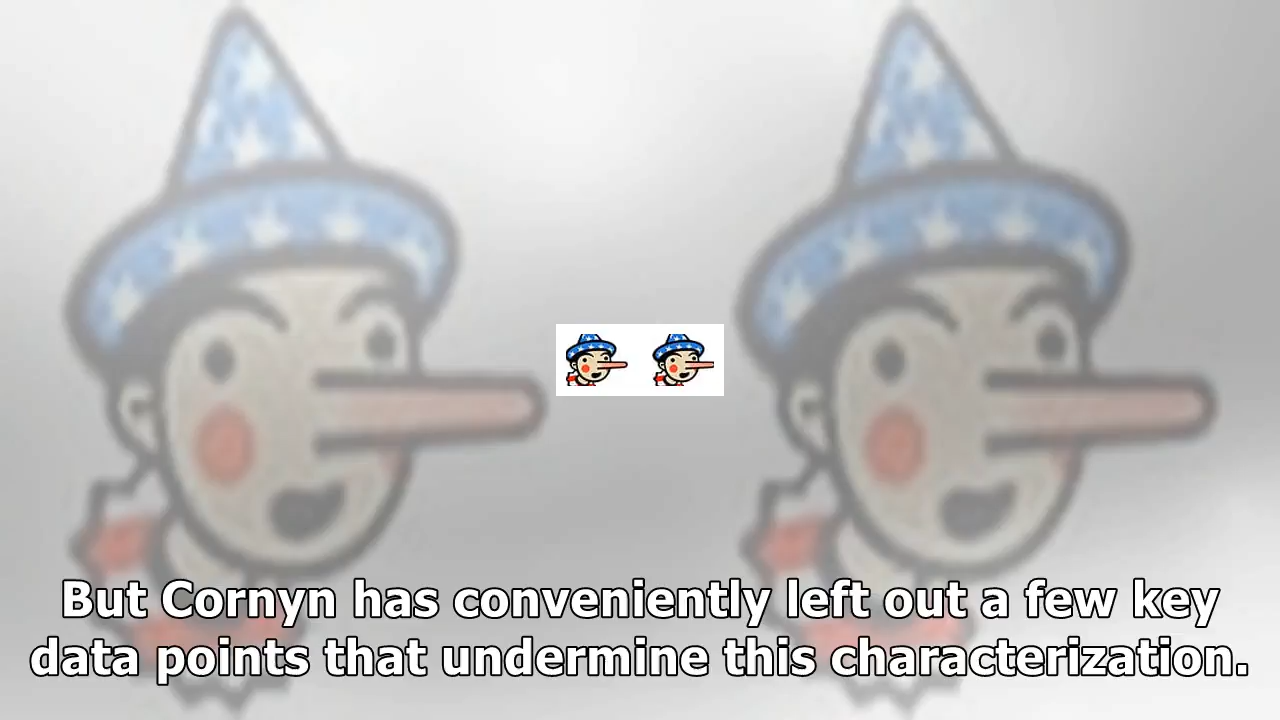 But Cornyn has conveniently left out a few key
data points that undermine this characterization.